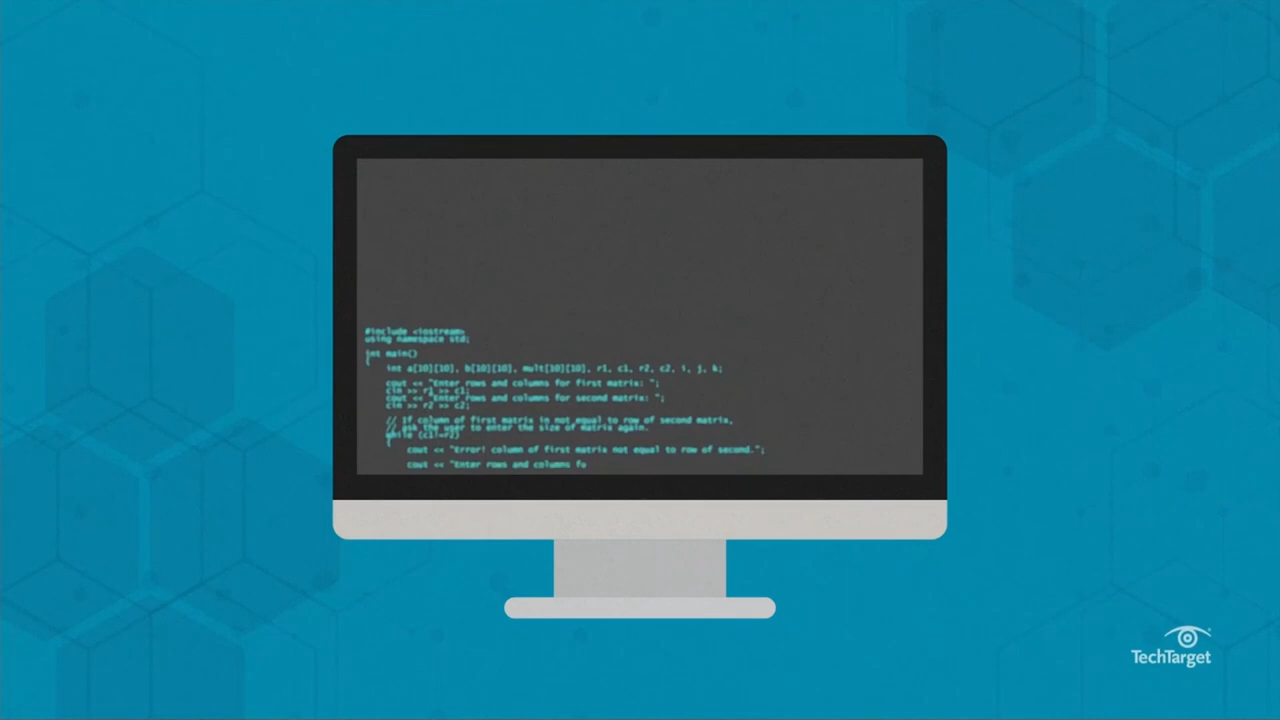 #include <iostream>
using namespace std;
int main()
{
int a[10][10], b[10][10], mult[10][10], r1, c1, r2, c2, i, j, k;
cout << "Enter rows and columns for first matrix: ";
cin >> r1 >> c1;
cout << "Enter rows and columns for second matrix: ";
cin >> r2 >> c2;
// If column of first matrix in not equal to row of second matrix,
// ask the user to enter the size of matrix again.
while (c1!=r2)
{
cout << "Error! column of first matrix not equal to row of second.";
cout << "Enter rows and columns fo
TechTarget